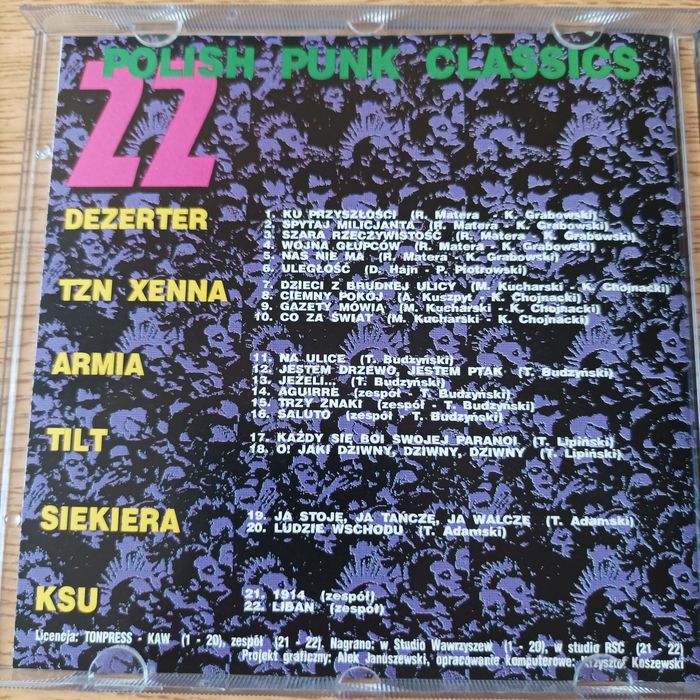 22
POLISH PUNK CLASSICS
DEZERTER
1. KU PRZYSZŁOŚCI (R. Matera - K. Grabowski)
2. SPYTAJ MILICJANTA (R. Matera - K. Grabowski)
3. SZARA RZECZYWISTOŚĆ (R. Matera - K. Grabowski)
4. WOJNA GŁUPCÓW (R. Matera - K. Grabowski)
5. NAS NIE MA (R. Matera - K. Grabowski)
6. ULEGŁOŚĆ (D. Hajn - P. Piotrowski)
TZN XENNA
7. DZIECI Z BRUDNEJ ULICY (M. Kucharski - K. Chojnacki)
8. CIEMNY POKÓJ (A. Kuszpyt - K. Chojnacki)
9. GAZETY MÓWIĄ (M. Kucharski - K. Chojnacki)
10. CO ZA ŚWIAT (M. Kucharski - K. Chojnacki)
ARMIA
11. NA ULICE (T. Budzyński)
12. JESTEM DRZEWO, JESTEM PTAK (T. Budzyński)
13. JEŻELI... (T. Budzyński)
14. AGUIRRE (zespół - T. Budzyński)
15. TRZY ZNAKI (zespół - T. Budzyński)
16. SALUTO (zespół - T. Budzyński)
TILT
17. KAŻDY SIĘ BOI SWOJEJ PARANOI (T. Lipiński)
18. O! JAKI DZIWNY, DZIWNY, DZIWNY (T. Lipiński)
SIEKIERA
19. JA STOJĘ, JA TAŃCZĘ, JA WALCZĘ (T. Adamski)
20. LUDZIE WSCHODU (T. Adamski)
KSU
21. 1914 (zespół)
22. LIBAN (zespół)
Licencja: TONPRESS - KAW (1 - 20), zespół (21 - 22). Nagrano: w Studio Wawrzyszew (1 - 20), w studio RSC (21 - 22)
Projekt graficzny: Alek Januszewski, opracowanie komputerowe: Krzysztof Koszewski